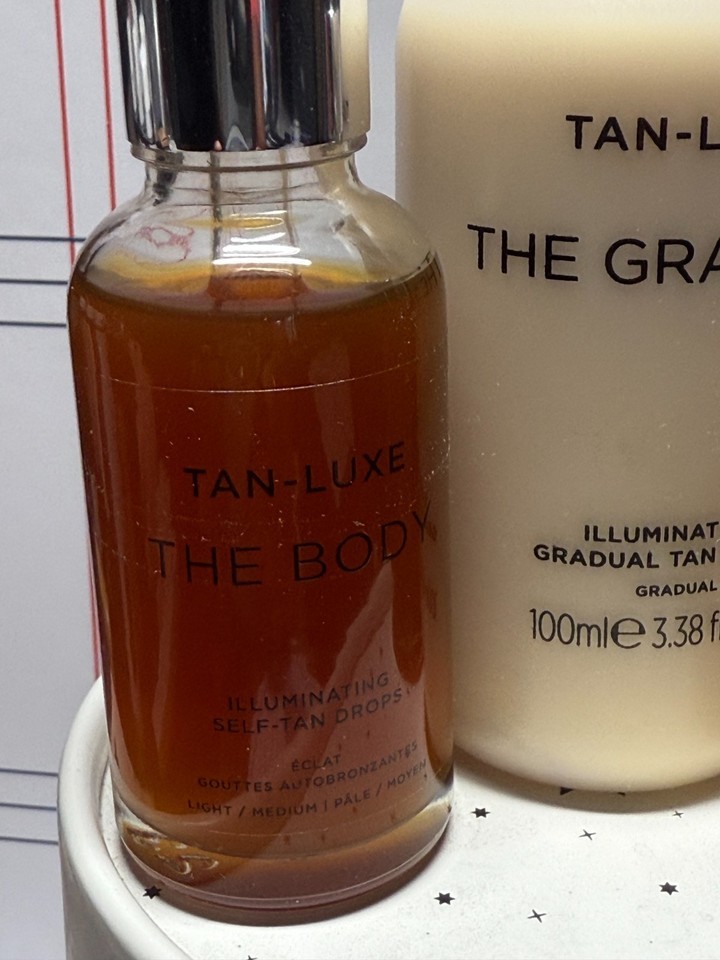 TAN-LUXE
THE BODY
ILLUMINATING
SELF-TAN DROPS
ÉCLAT
GOUTTES AUTOBRONZANTES
LIGHT / MEDIUM | PÂLE / MOYEN
TAN-L
THE GRA
ILLUMINAT
GRADUAL TAN
GRADUAL
100ml℮ 3.38 f